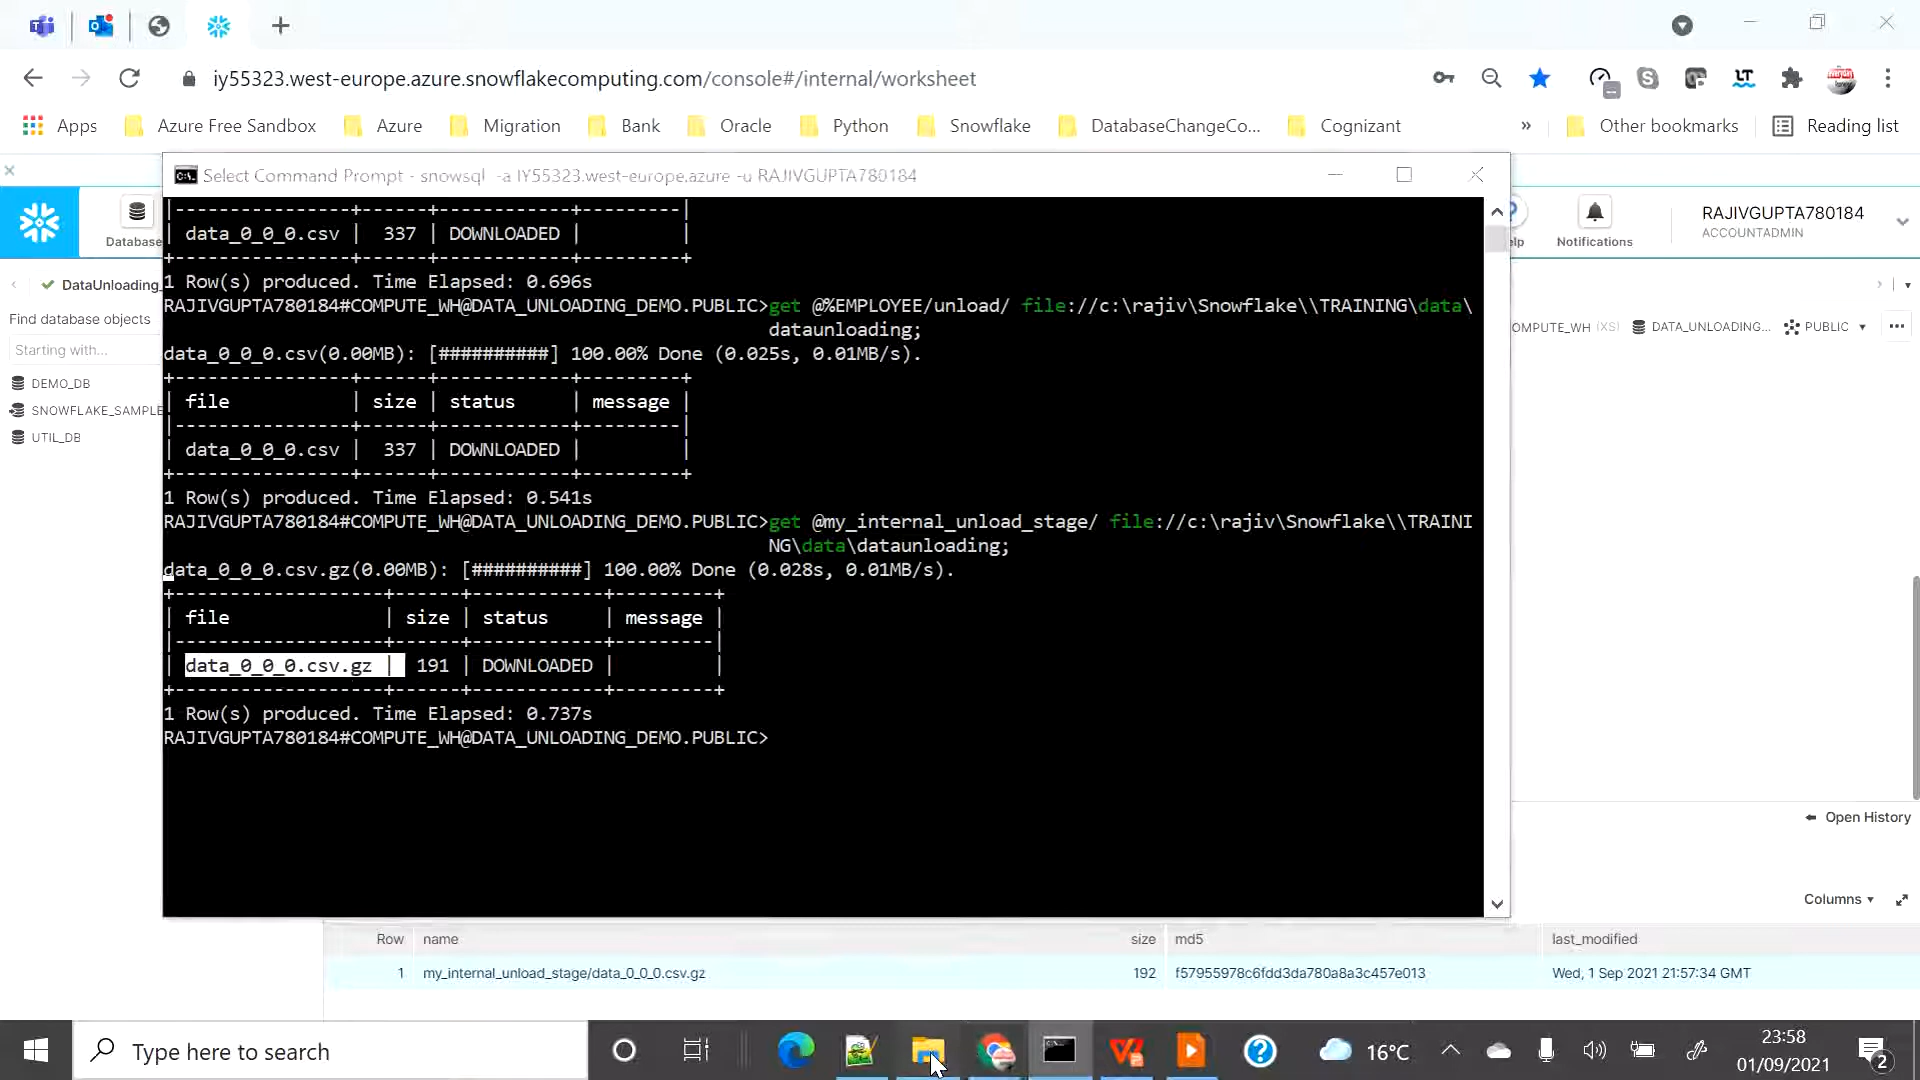 iy55323.west-europe.azure.snowflakecomputing.com/console#/internal/worksheet
Apps Azure Free Sandbox Azure Migration Bank Oracle Python Snowflake DatabaseChangeCo... Cognizant » Other bookmarks Reading list
Select Command Prompt - snowsql -a IY55323.west-europe.azure -u RAJIVGUPTA780184
Database
Notifications
RAJIVGUPTA780184
ACCOUNTADMIN
DataUnloading_
Find database objects
Starting with...
DEMO_DB
SNOWFLAKE_SAMPLE
UTIL_DB
OMPUTE_WH (XS) DATA_UNLOADING... PUBLIC
|-----------------+------+-------------+---------|
| data_0_0_0.csv | 337 | DOWNLOADED | |
+-----------------+------+-------------+---------+
1 Row(s) produced. Time Elapsed: 0.696s
RAJIVGUPTA780184#COMPUTE_WH@DATA_UNLOADING_DEMO.PUBLIC>get @%EMPLOYEE/unload/ file://c:\rajiv\Snowflake\\TRAINING\data\
dataunloading;
data_0_0_0.csv(0.00MB): [##########] 100.00% Done (0.025s, 0.01MB/s).
+-----------------+------+-------------+---------+
| file | size | status | message |
|-----------------+------+-------------+---------|
| data_0_0_0.csv | 337 | DOWNLOADED | |
+-----------------+------+-------------+---------+
1 Row(s) produced. Time Elapsed: 0.541s
RAJIVGUPTA780184#COMPUTE_WH@DATA_UNLOADING_DEMO.PUBLIC>get @my_internal_unload_stage/ file://c:\rajiv\Snowflake\\TRAINI
NG\data\dataunloading;
data_0_0_0.csv.gz(0.00MB): [##########] 100.00% Done (0.028s, 0.01MB/s).
+--------------------+------+-------------+---------+
| file | size | status | message |
|--------------------+------+-------------+---------|
| data_0_0_0.csv.gz | 191 | DOWNLOADED | |
+--------------------+------+-------------+---------+
1 Row(s) produced. Time Elapsed: 0.737s
RAJIVGUPTA780184#COMPUTE_WH@DATA_UNLOADING_DEMO.PUBLIC>
Open History
Columns
Row name size md5 last_modified
1 my_internal_unload_stage/data_0_0_0.csv.gz 192 f57955978c6fdd3da780a8a3c457e013 Wed, 1 Sep 2021 21:57:34 GMT
Type here to search
16°C
23:58
01/09/2021
2